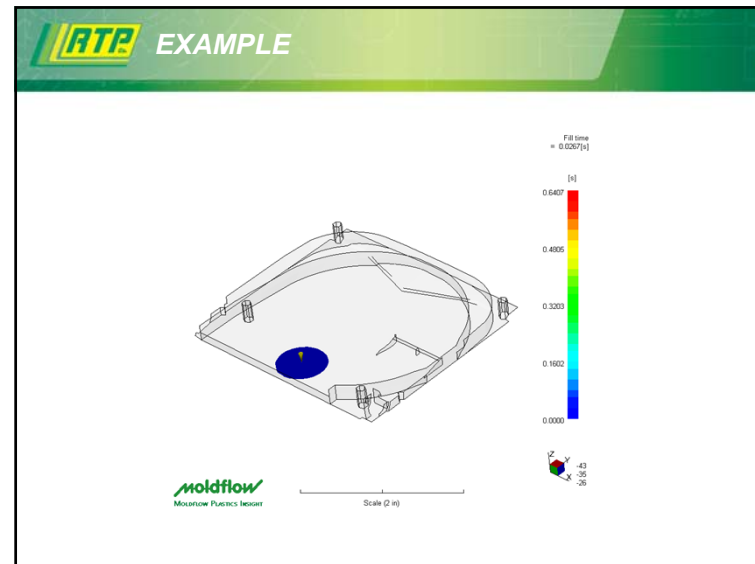 RTP Co. EXAMPLE
Fill time
= 0.0267[s]
[s]
0.6407
0.4805
0.3203
0.1602
0.0000
Z
Y
X
-43
-35
-26
moldflow
MOLDFLOW PLASTICS INSIGHT
Scale (2 in)